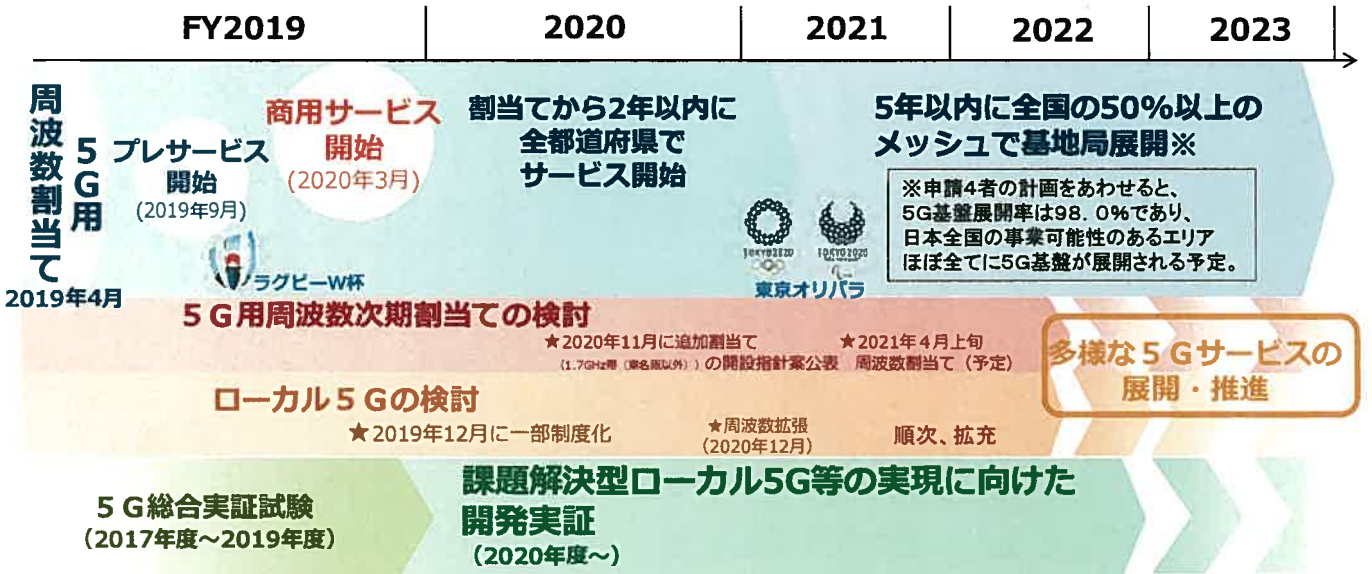 FY2019
2020
2021
2022
2023
周波数割当て
5G用
2019年4月
プレサービス
開始
(2019年9月)
商用サービス
開始
(2020年3月)
割当てから2年以内に
全都道府県で
サービス開始
5年以内に全国の50%以上の
メッシュで基地局展開※
※申請4者の計画をあわせると、
5G基盤展開率は98.0%であり、
日本全国の事業可能性のあるエリア
ほぼ全てに5G基盤が展開される予定。
ラグビーW杯
TOKYO2020
TOKYO2020
東京オリパラ
5G用周波数次期割当ての検討
★2020年11月に追加割当て
(1.7GHz帯(東名阪以外))の開設指針案公表
★2021年4月上旬
周波数割当て(予定)
多様な5Gサービスの
展開・推進
ローカル5Gの検討
★2019年12月に一部制度化
★周波数拡張
(2020年12月)
順次、拡充
5G総合実証試験
(2017年度～2019年度)
課題解決型ローカル5G等の実現に向けた
開発実証
(2020年度～)